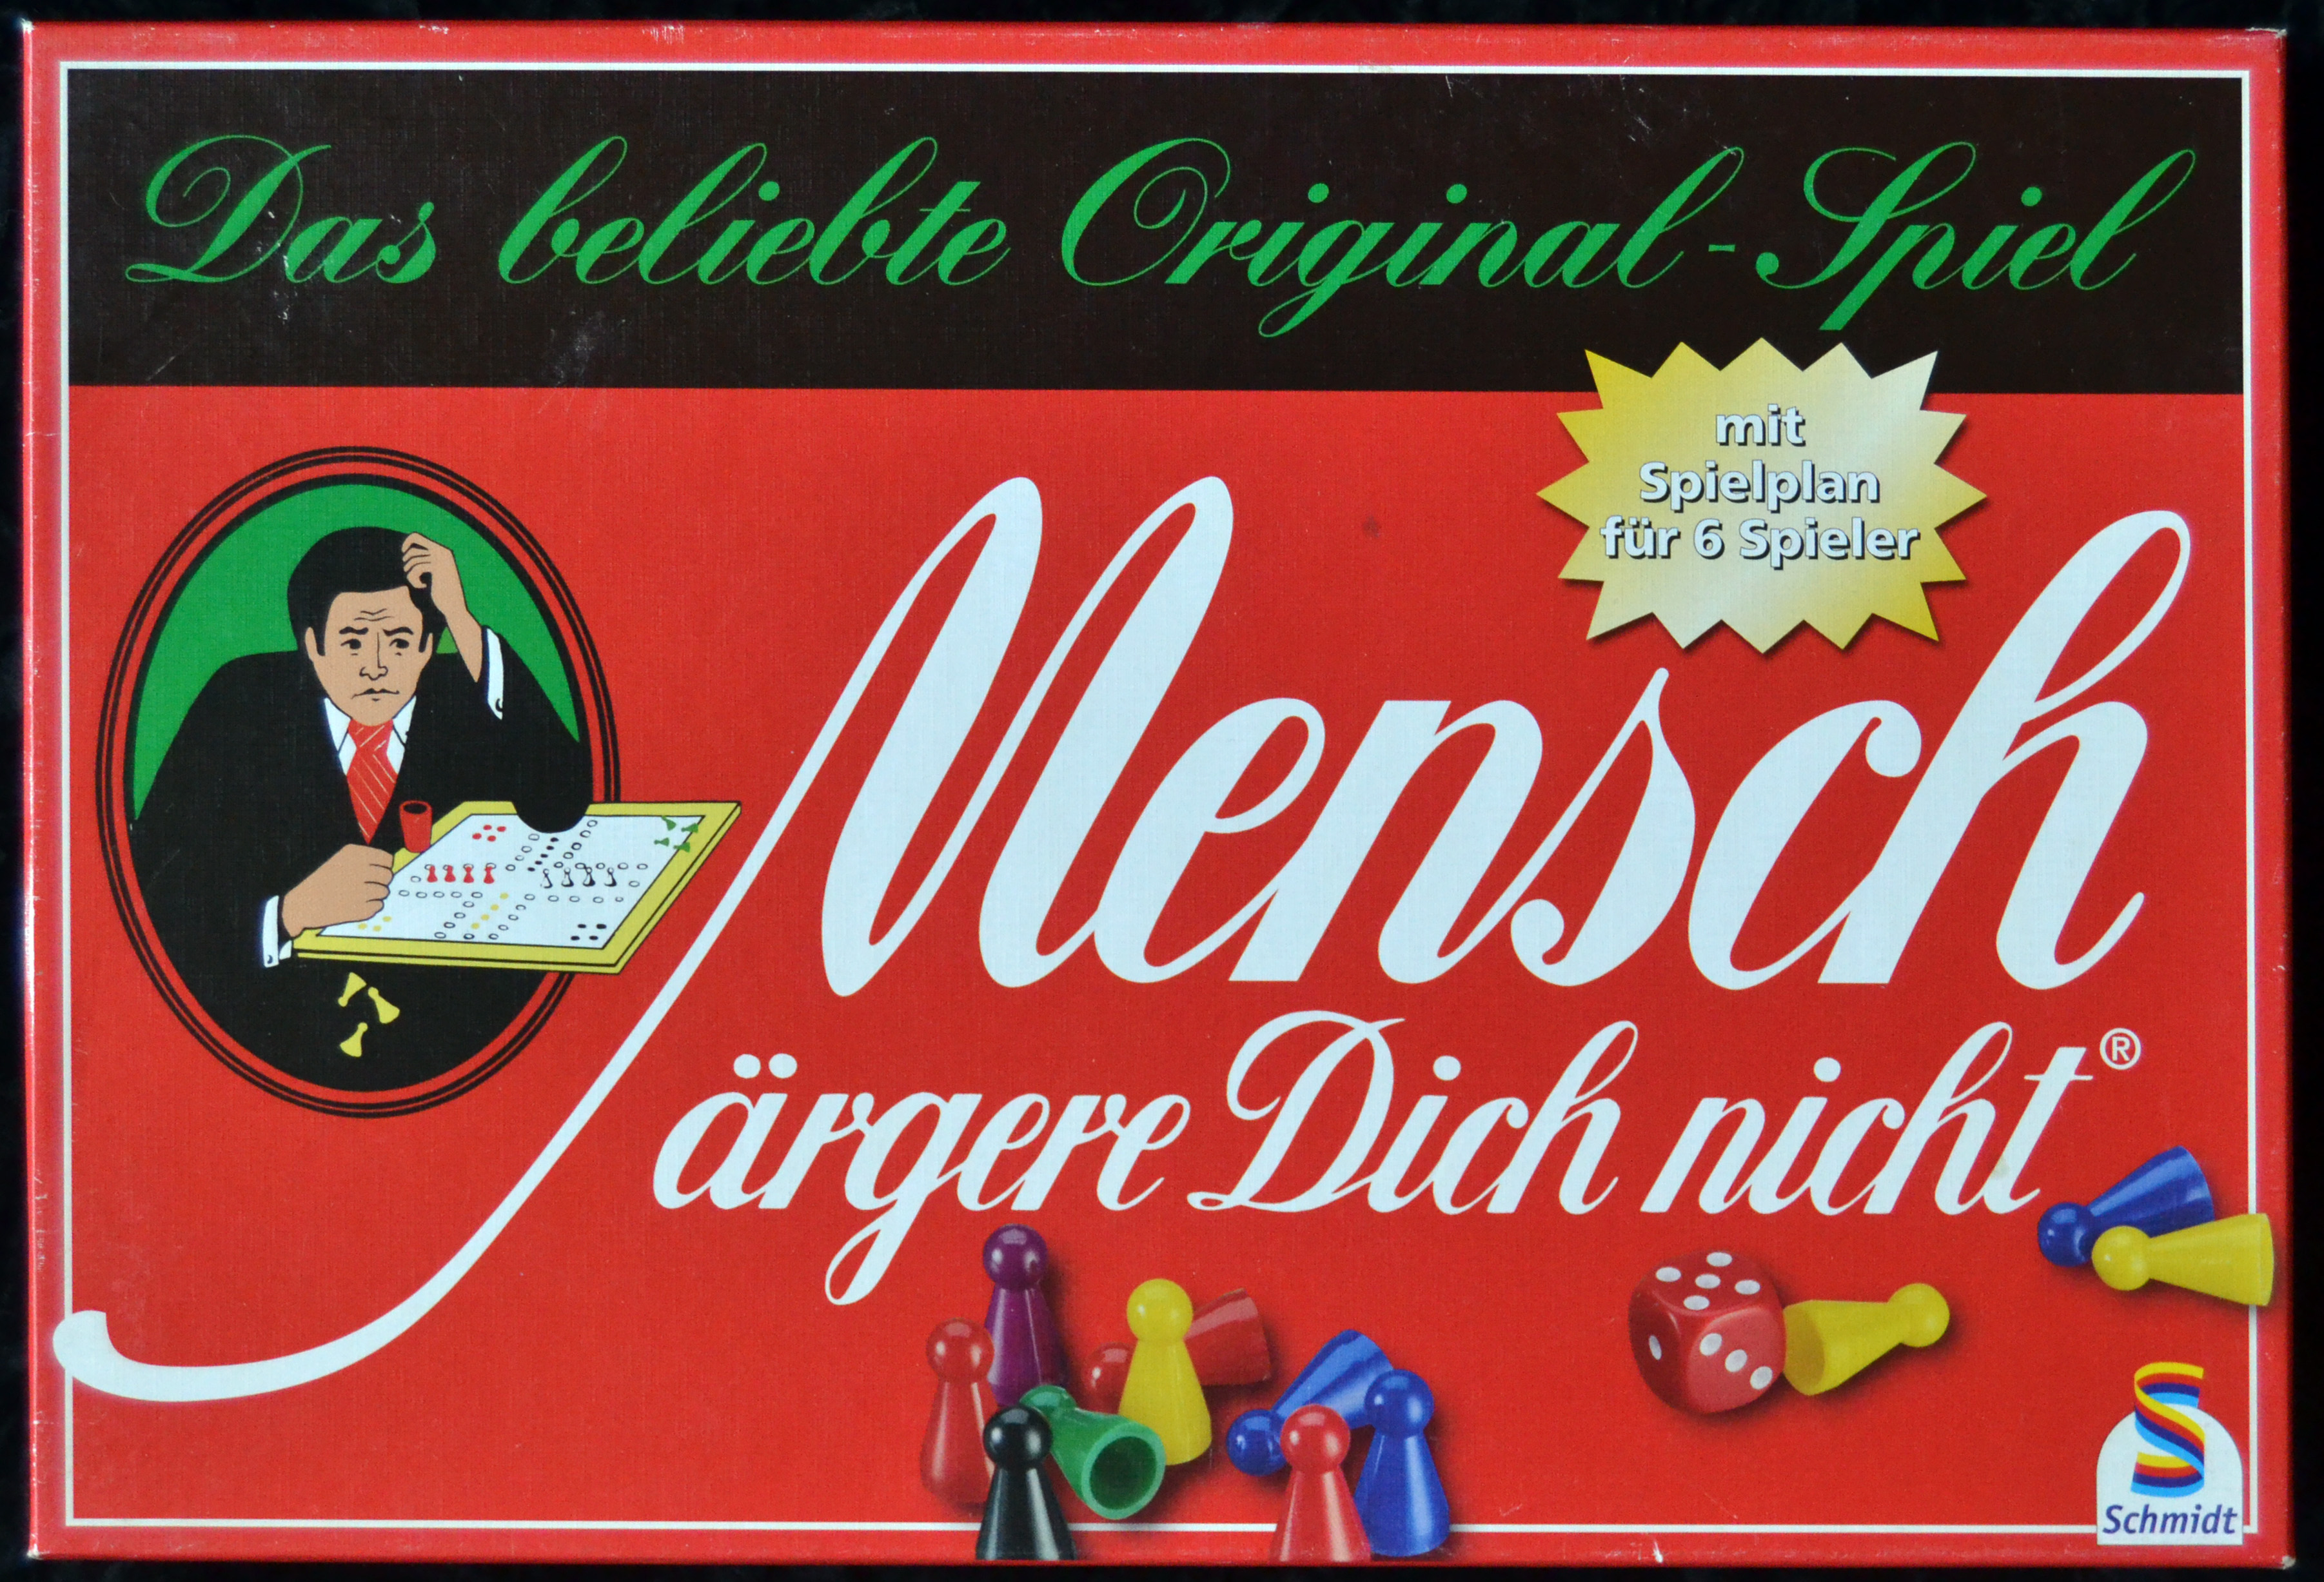 Das beliebte Original-Spiel
mit
Spielplan
für 6 Spieler
Mensch
ärgere Dich nicht®
Schmidt